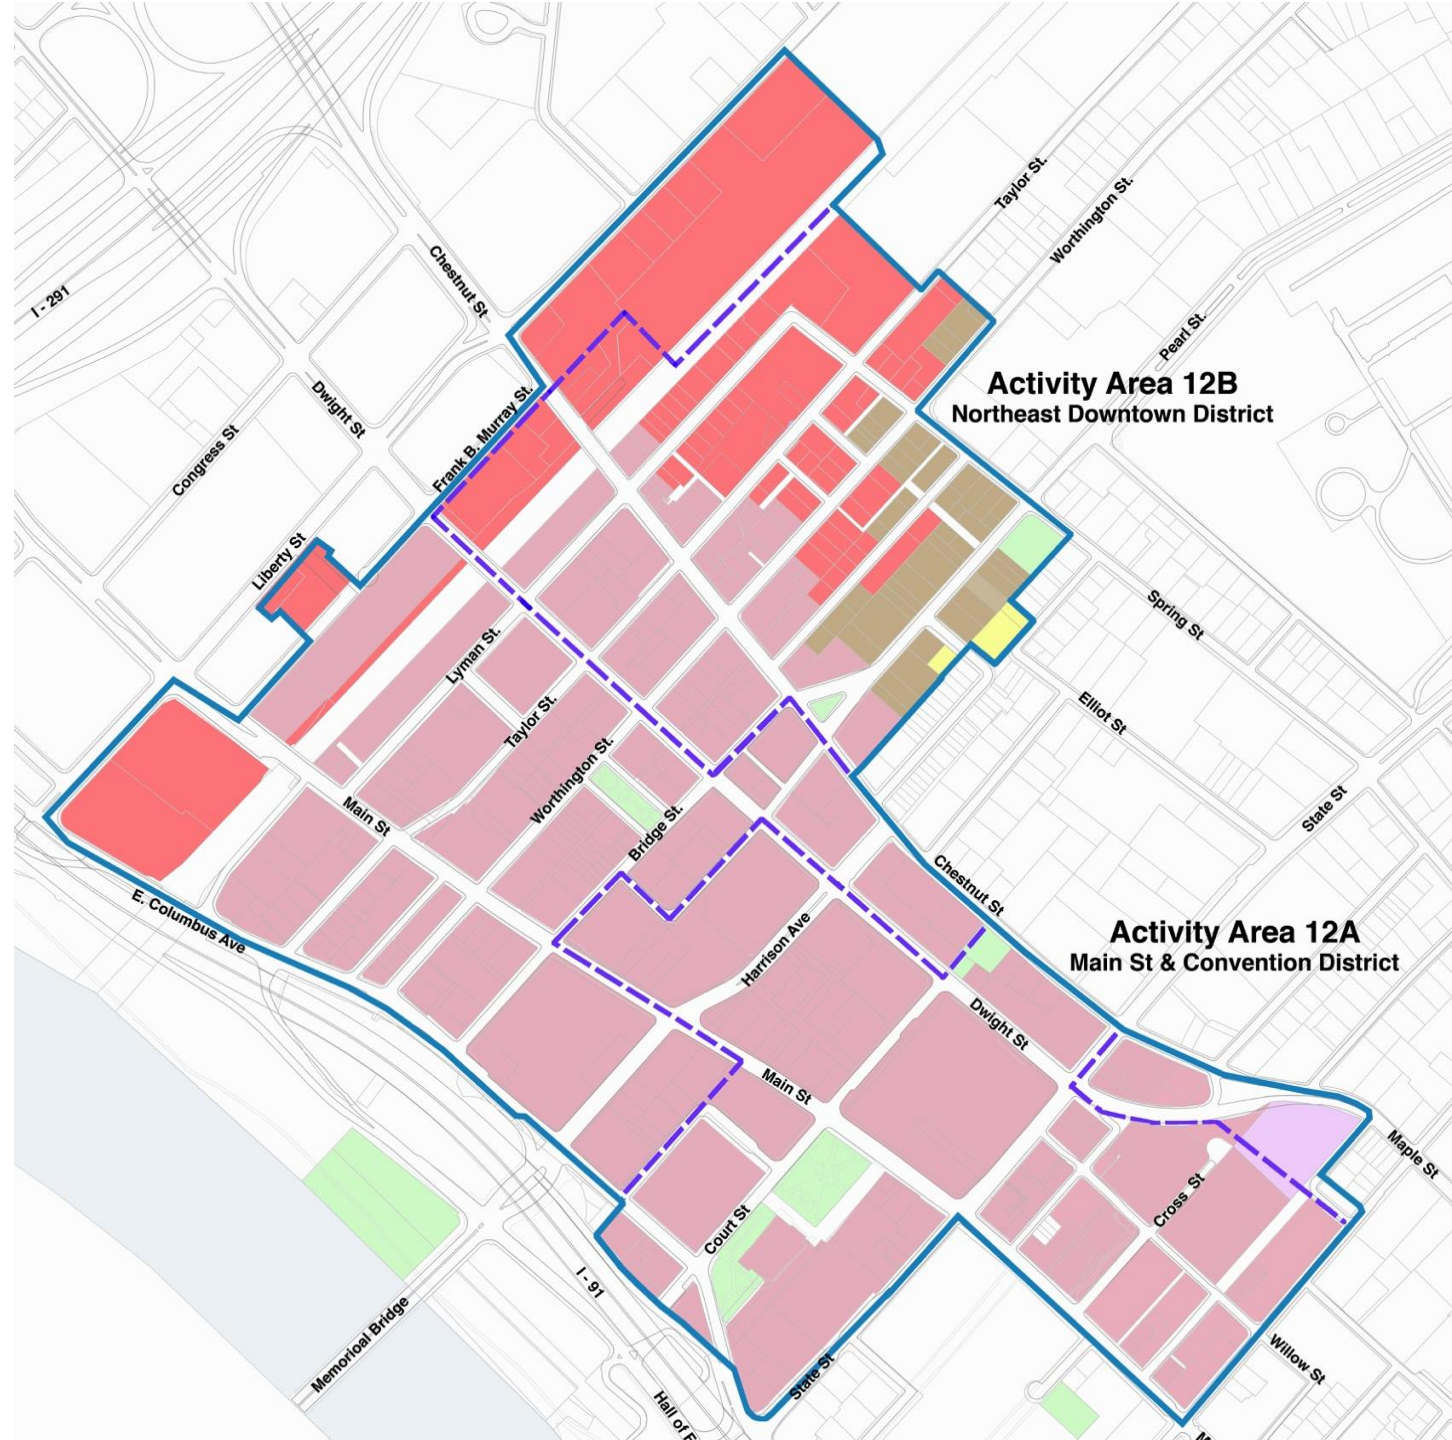 Taylor St.
Worthington St.
Chestnut St
I - 291
Pearl St.
Activity Area 12B
Northeast Downtown District
Dwight St
Frank B. Murray St.
Congress St
Liberty St
Spring St
Lyman St.
Elliot St
Taylor St.
Worthington St.
State St
Main St
Bridge St.
Chestnut St
E. Columbus Ave
Harrison Ave
Activity Area 12A
Main St & Convention District
Dwight St
Main St
Maple St
Cross St
Court St
I - 91
Memorioal Bridge
Willow St
State St
Hall of F
M